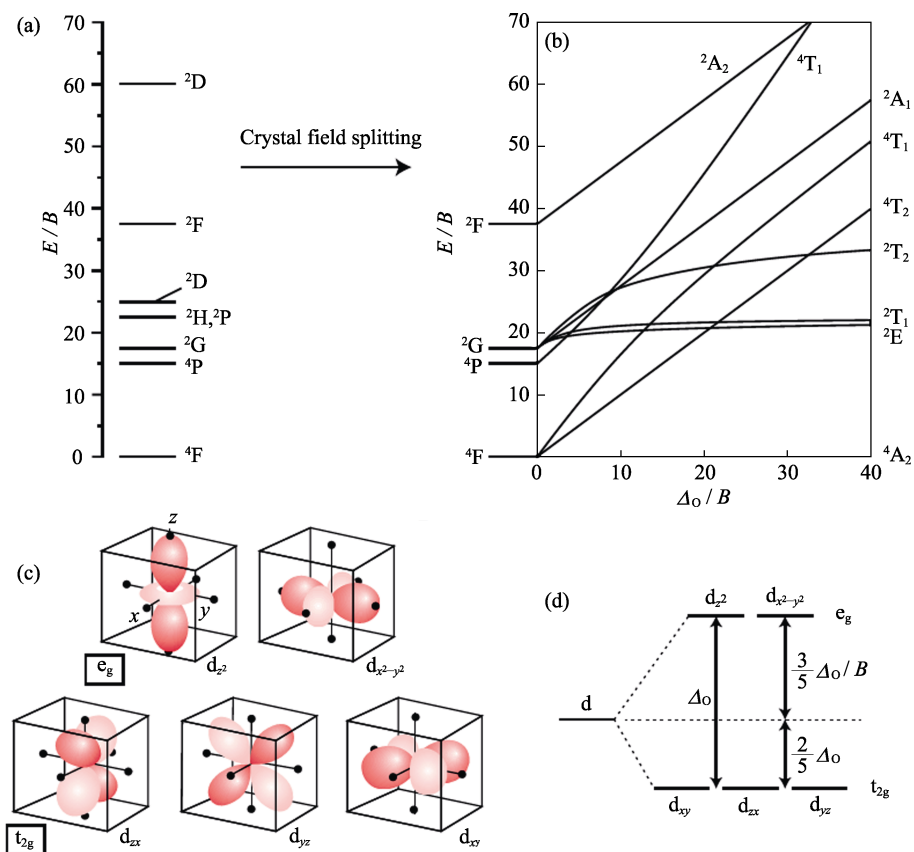 (a)
70
60
50
40
30
20
10
0
E / B
²D
²F
²D
²H,²P
²G
⁴P
⁴F
Crystal field splitting
(b)
70
60
50
40
30
20
10
0
E / B
²F
²G
⁴P
⁴F
²A₂
⁴T₁
²A₁
⁴T₁
⁴T₂
²T₂
²T₁
²E
⁴A₂
0 10 20 30 40
Δ_O / B
(c)
z
x
y
e_g
d_z²
d_x²−y²
t_2g
d_zx
d_yz
d_xy
(d)
d_z² d_x²−y² e_g
3/5 Δ_O / B
d
Δ_O
2/5 Δ_O
t_2g
d_xy d_zx d_yz